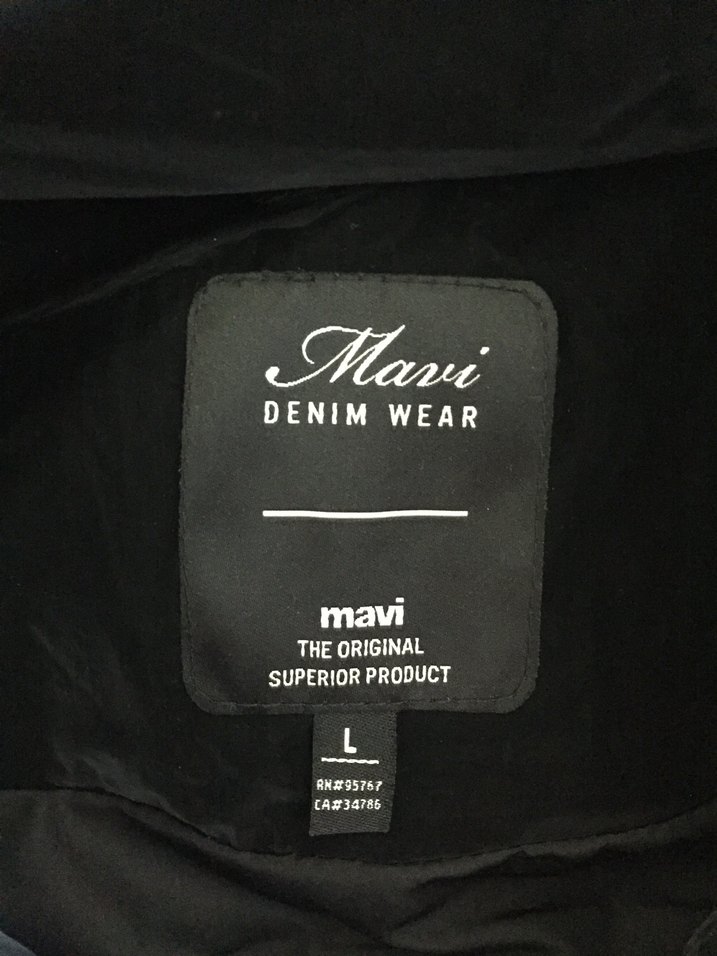 Mavi
DENIM WEAR
mavi
THE ORIGINAL
SUPERIOR PRODUCT
L
RN#95767
CA#34786